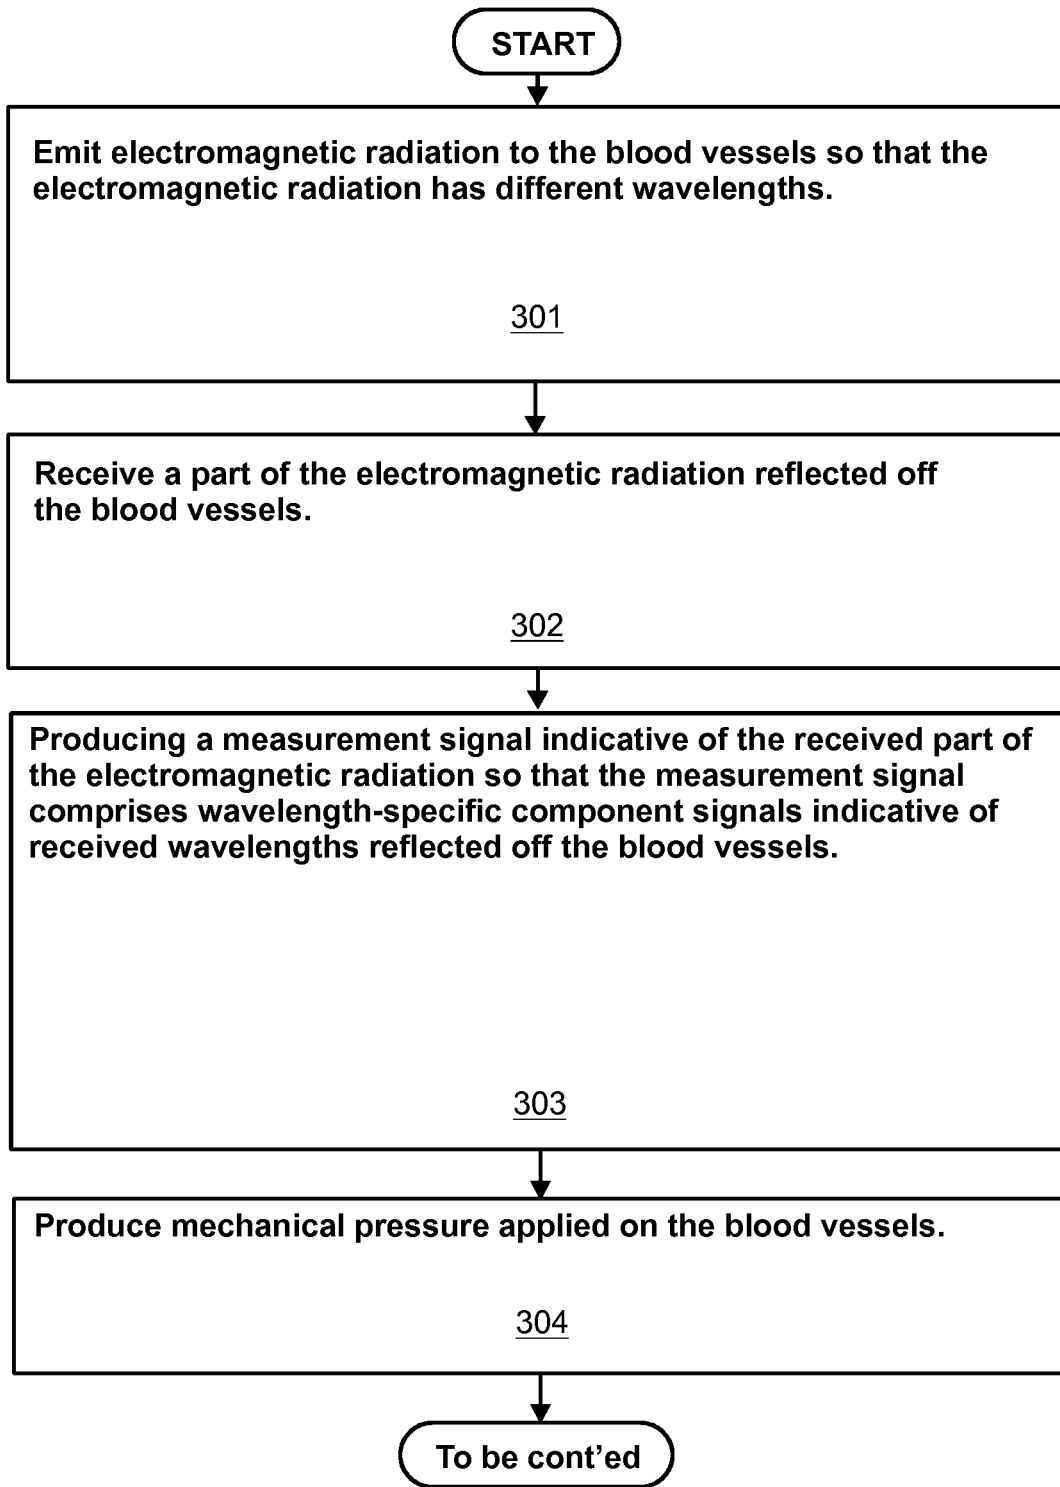 START
Emit electromagnetic radiation to the blood vessels so that the
electromagnetic radiation has different wavelengths.
301
Receive a part of the electromagnetic radiation reflected off
the blood vessels.
302
Producing a measurement signal indicative of the received part of
the electromagnetic radiation so that the measurement signal
comprises wavelength-specific component signals indicative of
received wavelengths reflected off the blood vessels.
303
Produce mechanical pressure applied on the blood vessels.
304
To be cont'ed